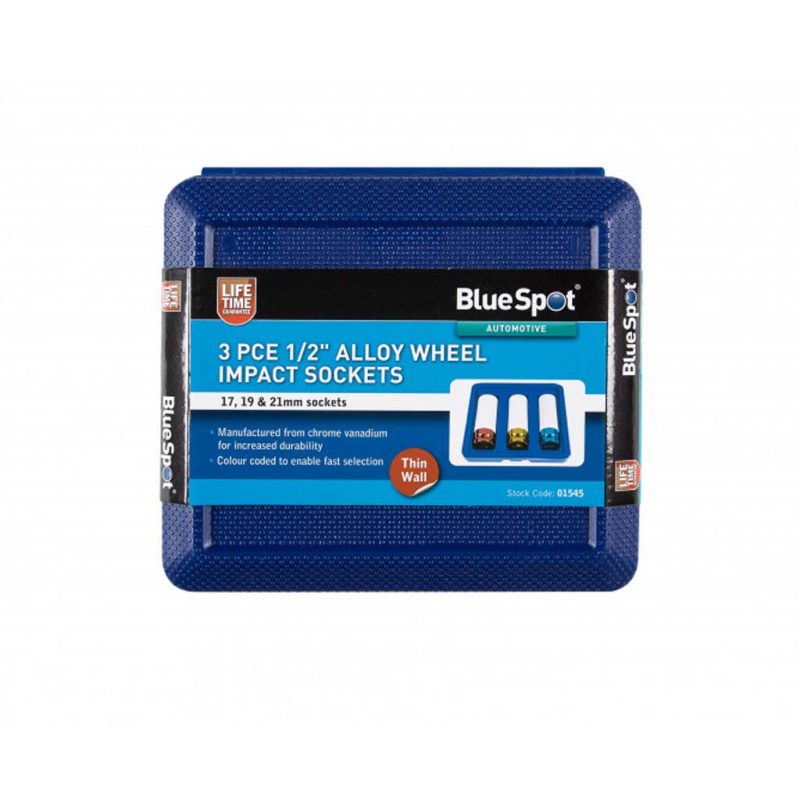 LIFE
TIME
GUARANTEE
BlueSpot®
AUTOMOTIVE
3 PCE 1/2" ALLOY WHEEL
IMPACT SOCKETS
17, 19 & 21mm sockets
· Manufactured from chrome vanadium
for increased durability
· Colour coded to enable fast selection
Thin
Wall
Stock Code: 01545
LIFE
TIME
BlueSpot®
BlueSpot®
LIFE
TIME